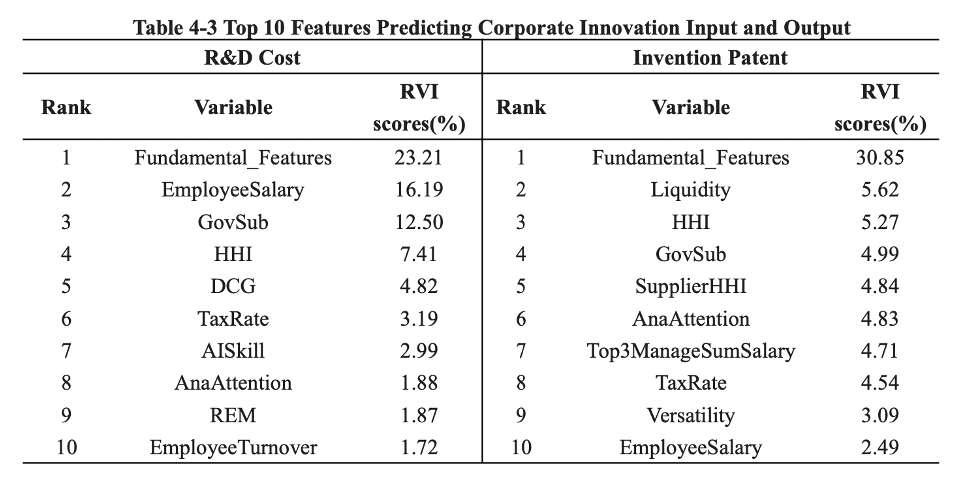 Table 4-3 Top 10 Features Predicting Corporate Innovation Input and Output
R&D Cost Invention Patent
Rank Variable RVI scores(%) Rank Variable RVI scores(%)
1 Fundamental_Features 23.21 1 Fundamental_Features 30.85
2 EmployeeSalary 16.19 2 Liquidity 5.62
3 GovSub 12.50 3 HHI 5.27
4 HHI 7.41 4 GovSub 4.99
5 DCG 4.82 5 SupplierHHI 4.84
6 TaxRate 3.19 6 AnaAttention 4.83
7 AISkill 2.99 7 Top3ManageSumSalary 4.71
8 AnaAttention 1.88 8 TaxRate 4.54
9 REM 1.87 9 Versatility 3.09
10 EmployeeTurnover 1.72 10 EmployeeSalary 2.49